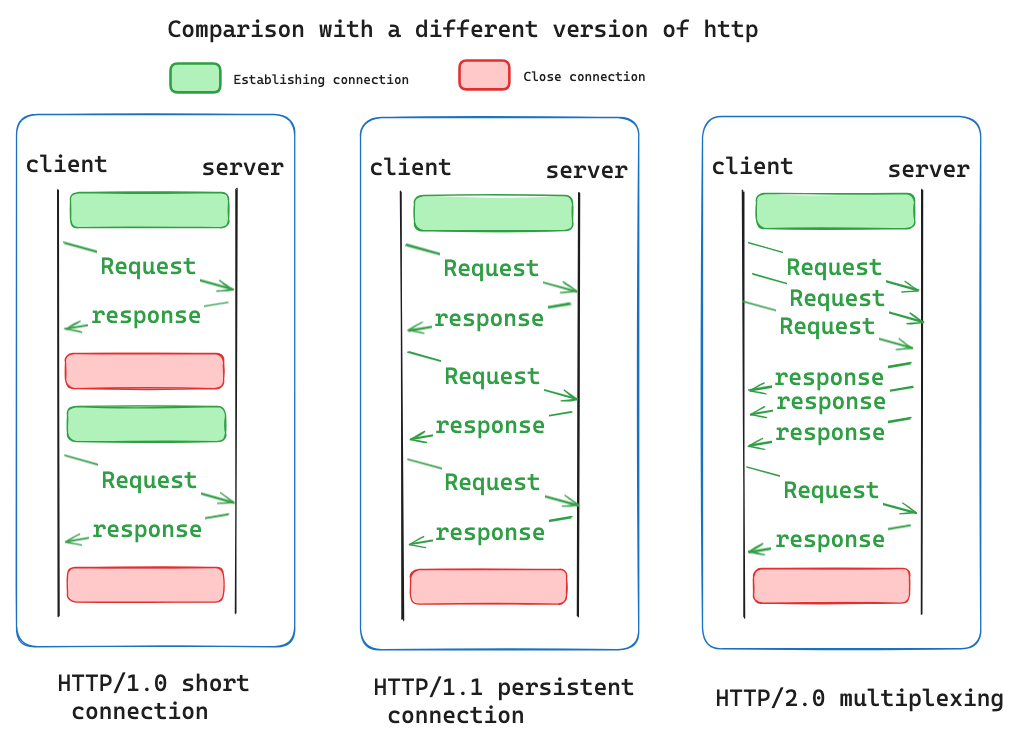 Comparison with a different version of http
Establishing connection
Close connection
client
server
Request
response
Request
response
HTTP/1.0 short
connection
client
server
Request
response
Request
response
Request
response
HTTP/1.1 persistent
connection
client
server
Request
Request
Request
response
response
response
Request
response
HTTP/2.0 multiplexing